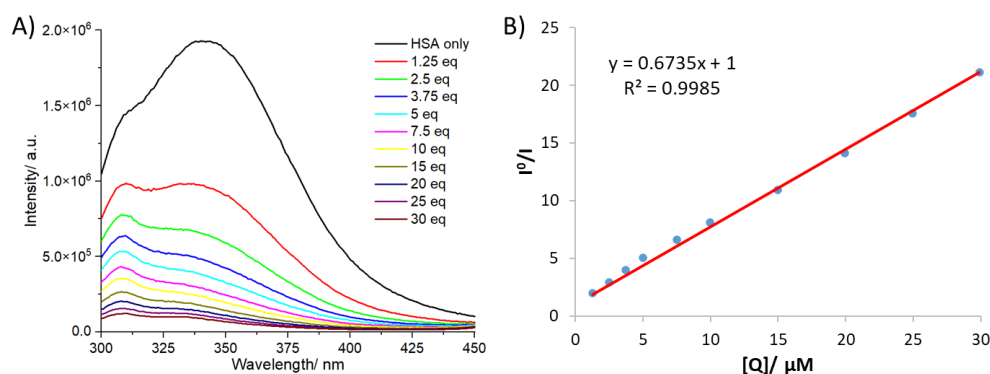 A)
2.0×10⁶
1.5×10⁶
1.0×10⁶
5.0×10⁵
0.0
Intensity/ a.u.
300
325
350
375
400
425
450
Wavelength/ nm
HSA only
1.25 eq
2.5 eq
3.75 eq
5 eq
7.5 eq
10 eq
15 eq
20 eq
25 eq
30 eq
B)
y = 0.6735x + 1
R² = 0.9985
25
20
15
10
5
0
I⁰/I
0
5
10
15
20
25
30
[Q]/ μM